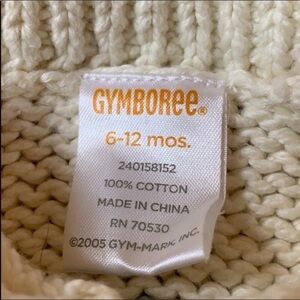 GYMBOREE®
6-12 mos.
240158152
100% COTTON
MADE IN CHINA
RN 70530
©2005 GYM-MARK, INC.